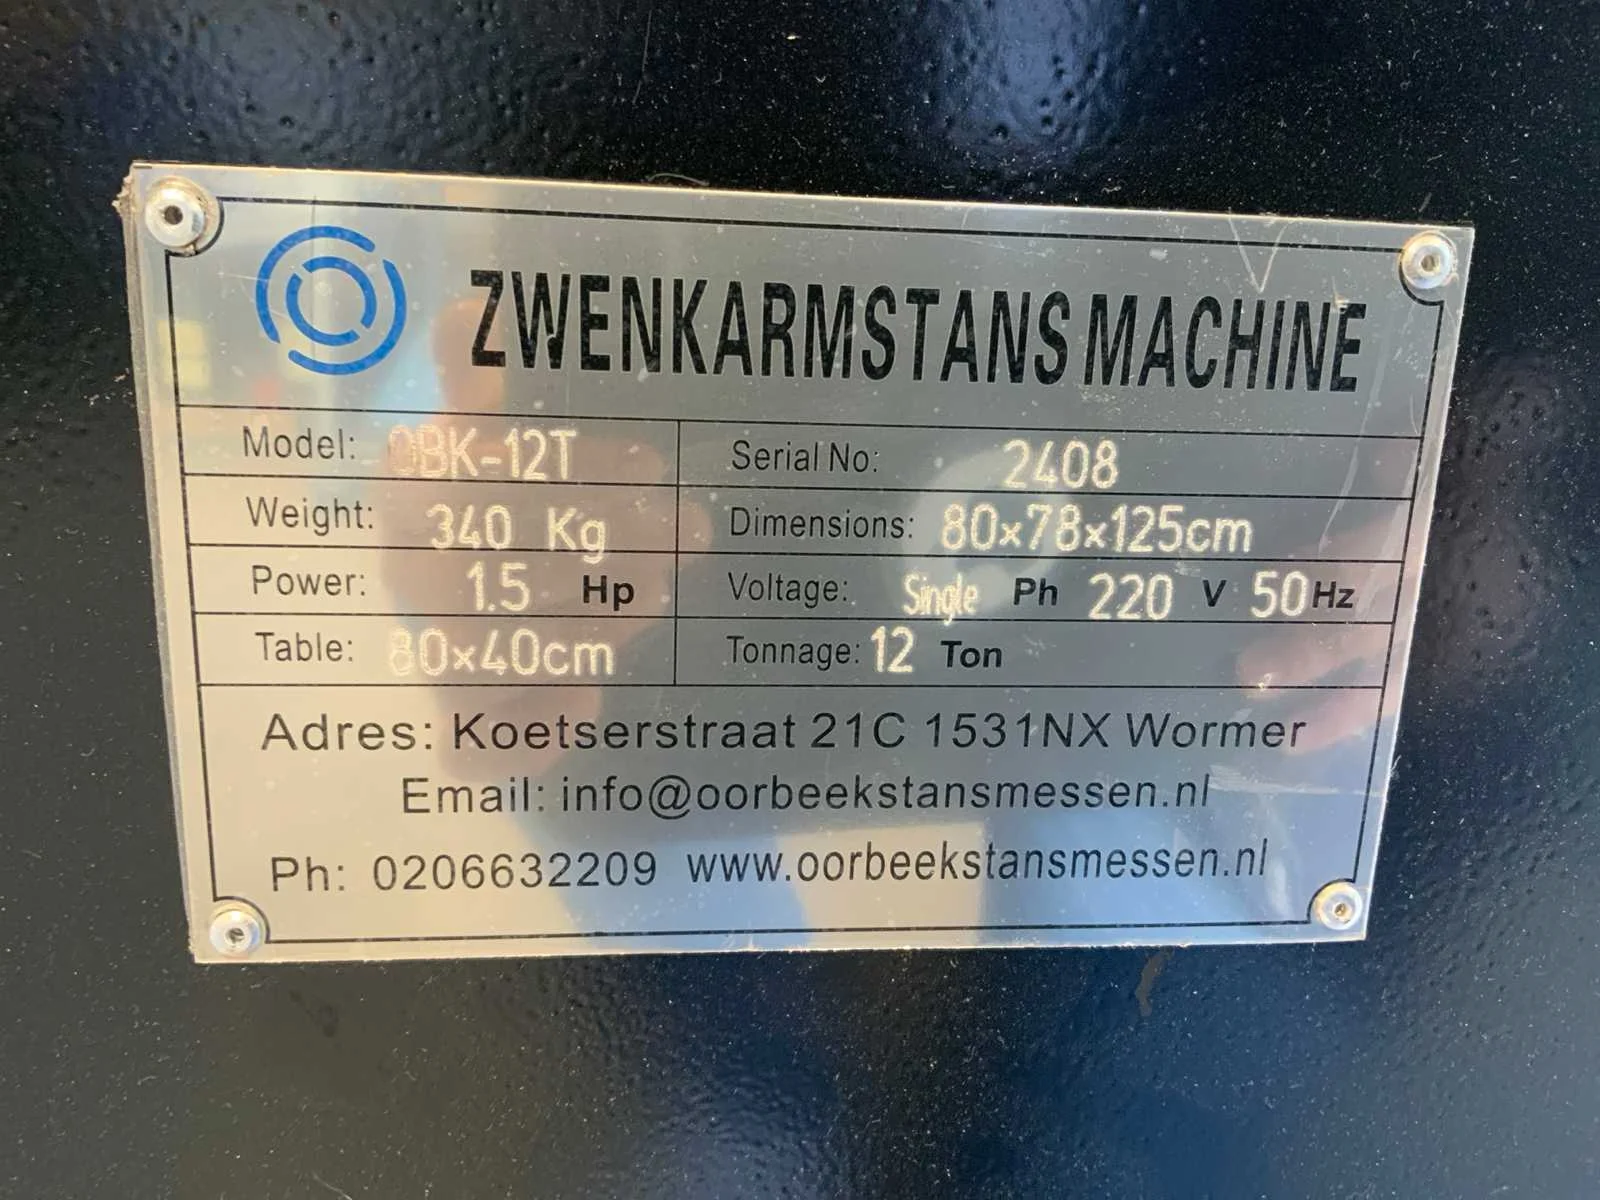 ZWENKARMSTANS MACHINE
Model: OBK-12T Serial No: 2408
Weight: 340 Kg Dimensions: 80x78x125cm
Power: 1.5 Hp Voltage: Single Ph 220 V 50Hz
Table: 80x40cm Tonnage: 12 Ton
Adres: Koetserstraat 21C 1531NX Wormer
Email: info@oorbeekstansmessen.nl
Ph: 0206632209 www.oorbeekstansmessen.nl